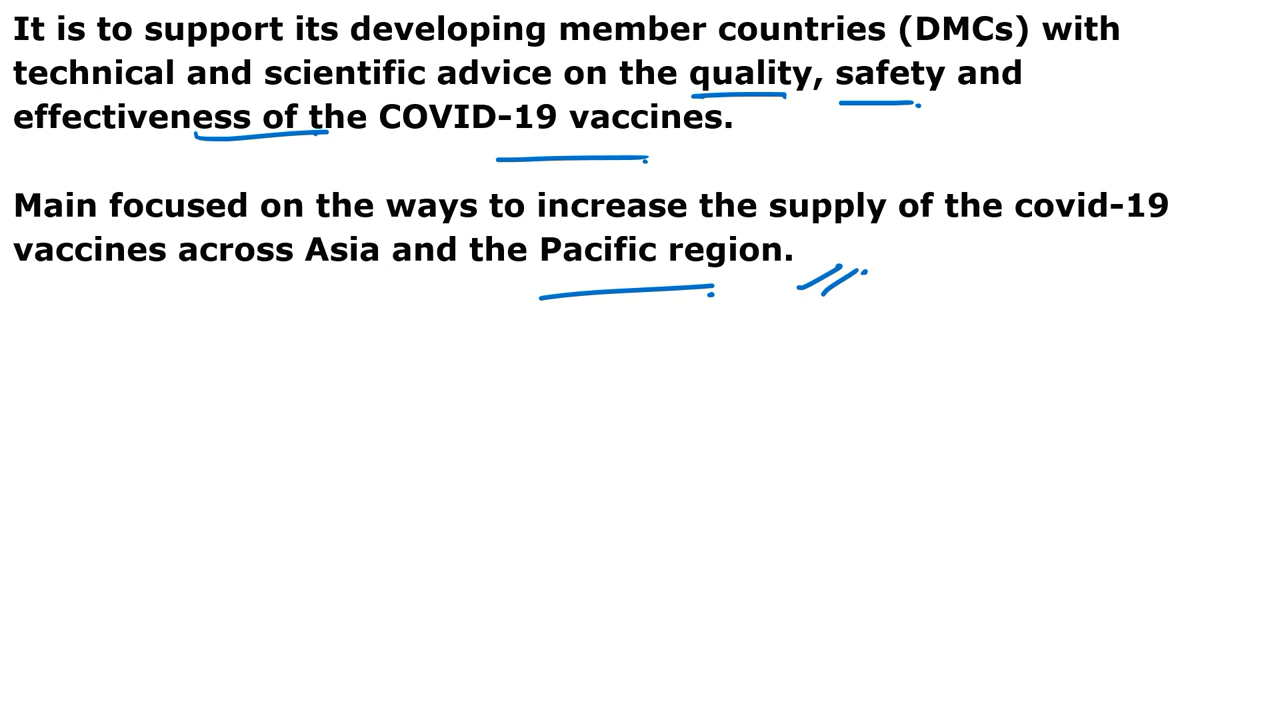 It is to support its developing member countries (DMCs) with
technical and scientific advice on the quality, safety and
effectiveness of the COVID-19 vaccines.
Main focused on the ways to increase the supply of the covid-19
vaccines across Asia and the Pacific region.